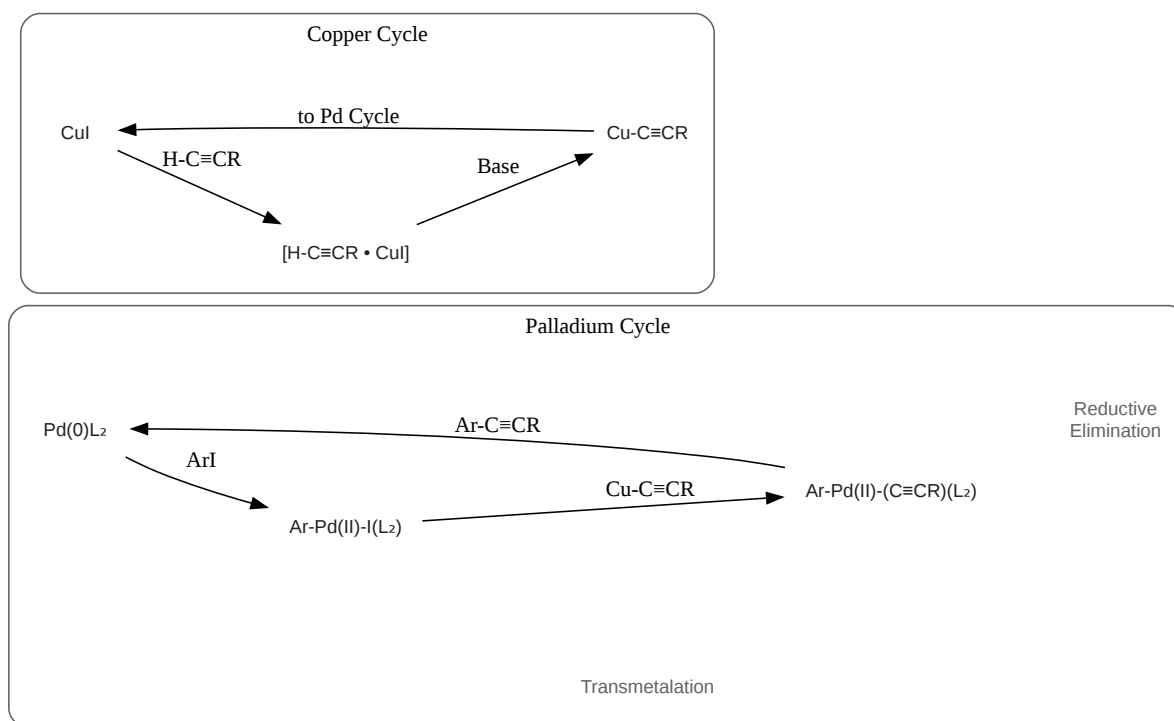 Copper Cycle
to Pd Cycle
CuI
Cu-C≡CR
H-C≡CR
Base
[H-C≡CR • CuI]
Palladium Cycle
Reductive
Elimination
Ar-C≡CR
Pd(0)L₂
ArI
Cu-C≡CR
Ar-Pd(II)-(C≡CR)(L₂)
Ar-Pd(II)-I(L₂)
Transmetalation